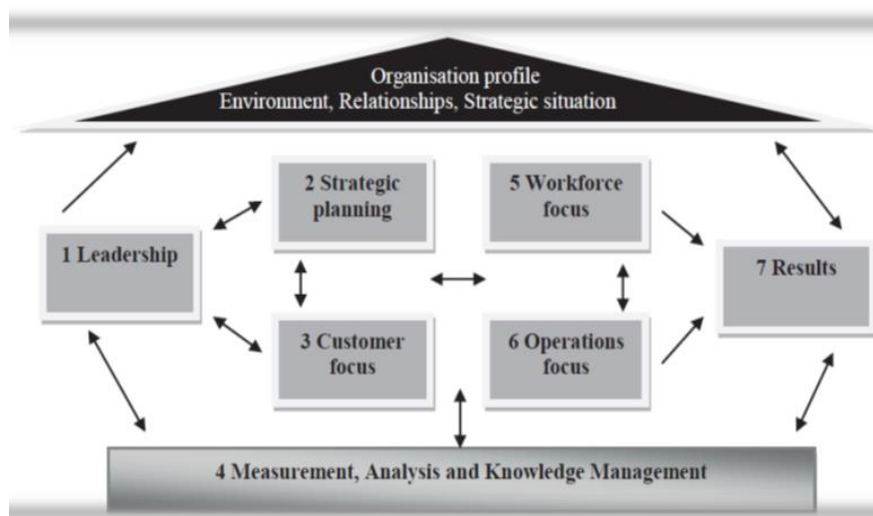 Organisation profile
Environment, Relationships, Strategic situation
2 Strategic
planning
5 Workforce
focus
1 Leadership
7 Results
3 Customer
focus
6 Operations
focus
4 Measurement, Analysis and Knowledge Management